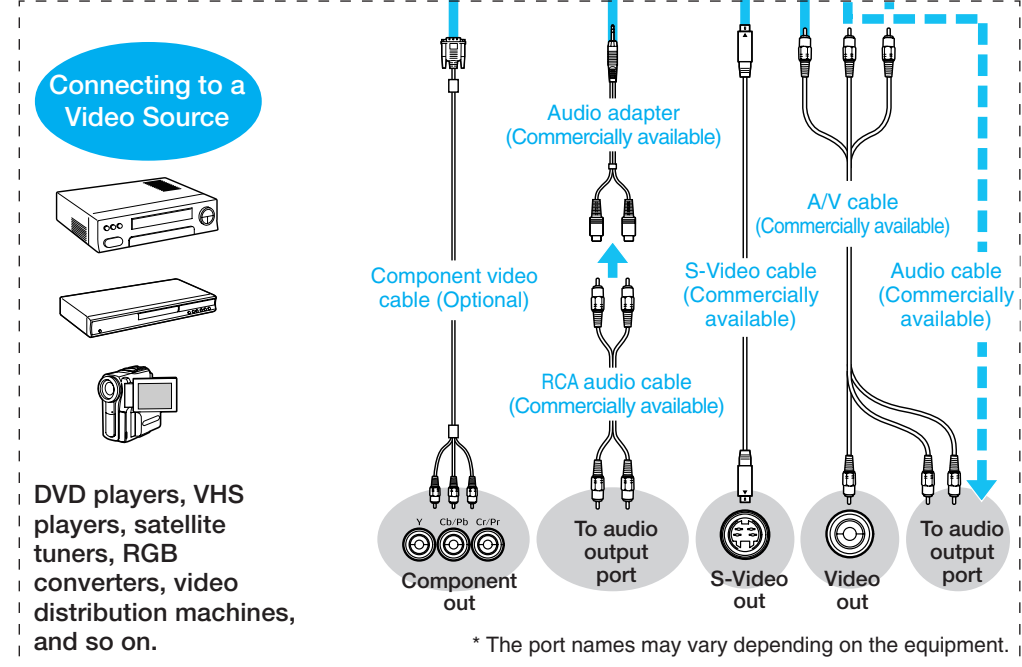 Connecting to a
Video Source
Audio adapter
(Commercially available)
A/V cable
(Commercially available)
Component video
cable (Optional)
S-Video cable
(Commercially
available)
Audio cable
(Commercially
available)
RCA audio cable
(Commercially available)
DVD players, VHS
players, satellite
tuners, RGB
converters, video
distribution machines,
and so on.
Y Cb/Pb Cr/Pr
Component
out
To audio
output
port
S-Video
out
Video
out
To audio
output
port
* The port names may vary depending on the equipment.